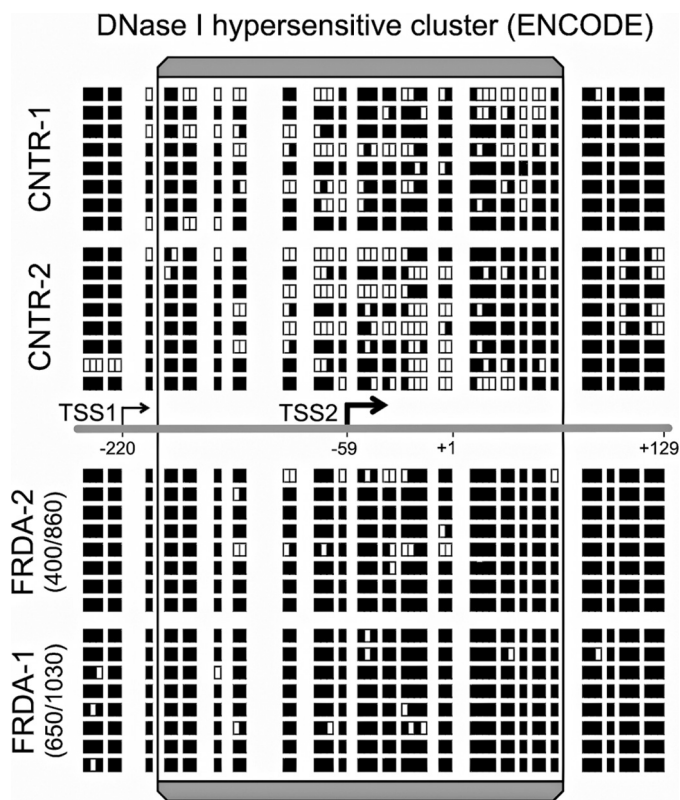 DNase I hypersensitive cluster (ENCODE)
CNTR-1
CNTR-2
TSS1
TSS2
-220
-59
+1
+129
FRDA-2
(400/860)
FRDA-1
(650/1030)